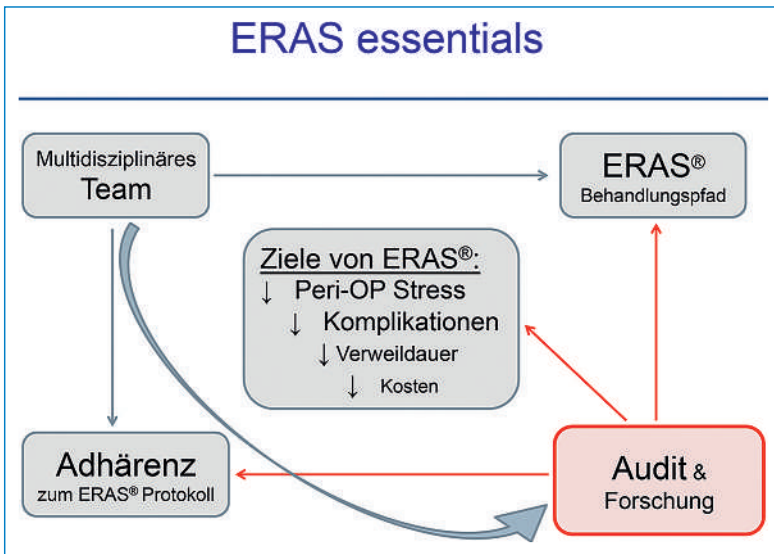 ERAS essentials
Multidisziplinäres
Team
ERAS®
Behandlungspfad
Ziele von ERAS®:
↓ Peri-OP Stress
↓ Komplikationen
↓ Verweildauer
↓ Kosten
Adhärenz
zum ERAS® Protokoll
Audit &
Forschung